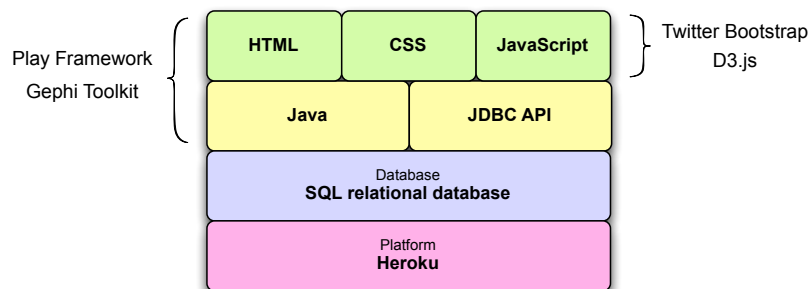 Play Framework
Gephi Toolkit
HTML
CSS
JavaScript
Twitter Bootstrap
D3.js
Java
JDBC API
Database
SQL relational database
Platform
Heroku